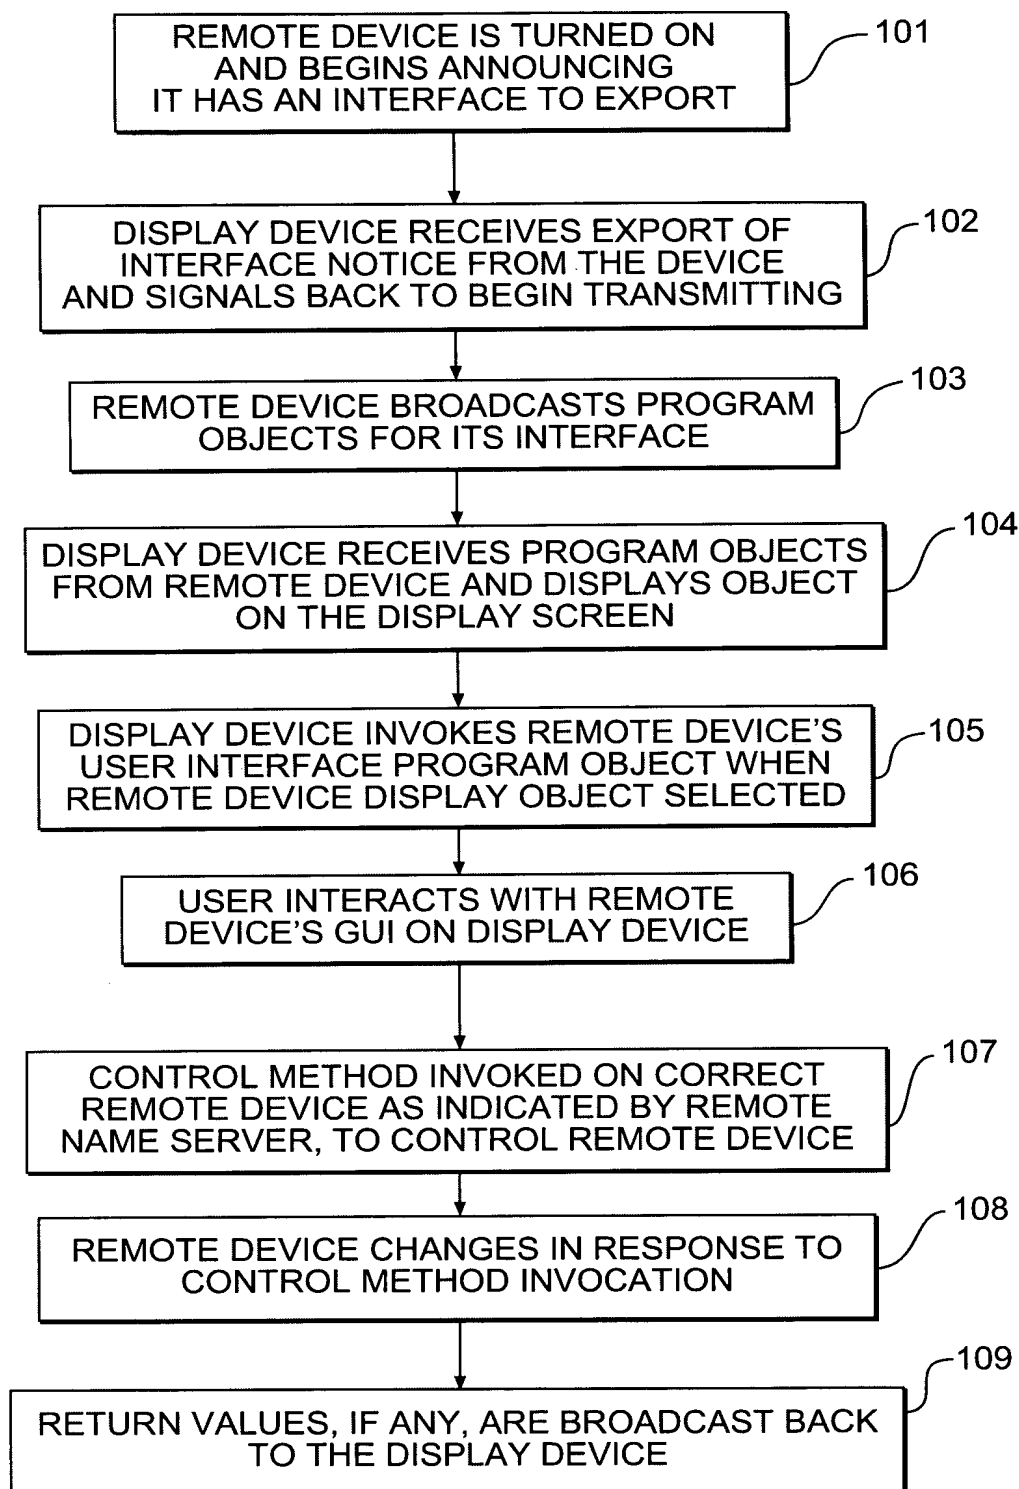 REMOTE DEVICE IS TURNED ON
AND BEGINS ANNOUNCING
IT HAS AN INTERFACE TO EXPORT
101
DISPLAY DEVICE RECEIVES EXPORT OF
INTERFACE NOTICE FROM THE DEVICE
AND SIGNALS BACK TO BEGIN TRANSMITTING
102
REMOTE DEVICE BROADCASTS PROGRAM
OBJECTS FOR ITS INTERFACE
103
DISPLAY DEVICE RECEIVES PROGRAM OBJECTS
FROM REMOTE DEVICE AND DISPLAYS OBJECT
ON THE DISPLAY SCREEN
104
DISPLAY DEVICE INVOKES REMOTE DEVICE'S
USER INTERFACE PROGRAM OBJECT WHEN
REMOTE DEVICE DISPLAY OBJECT SELECTED
105
USER INTERACTS WITH REMOTE
DEVICE'S GUI ON DISPLAY DEVICE
106
CONTROL METHOD INVOKED ON CORRECT
REMOTE DEVICE AS INDICATED BY REMOTE
NAME SERVER, TO CONTROL REMOTE DEVICE
107
REMOTE DEVICE CHANGES IN RESPONSE TO
CONTROL METHOD INVOCATION
108
RETURN VALUES, IF ANY, ARE BROADCAST BACK
TO THE DISPLAY DEVICE
109